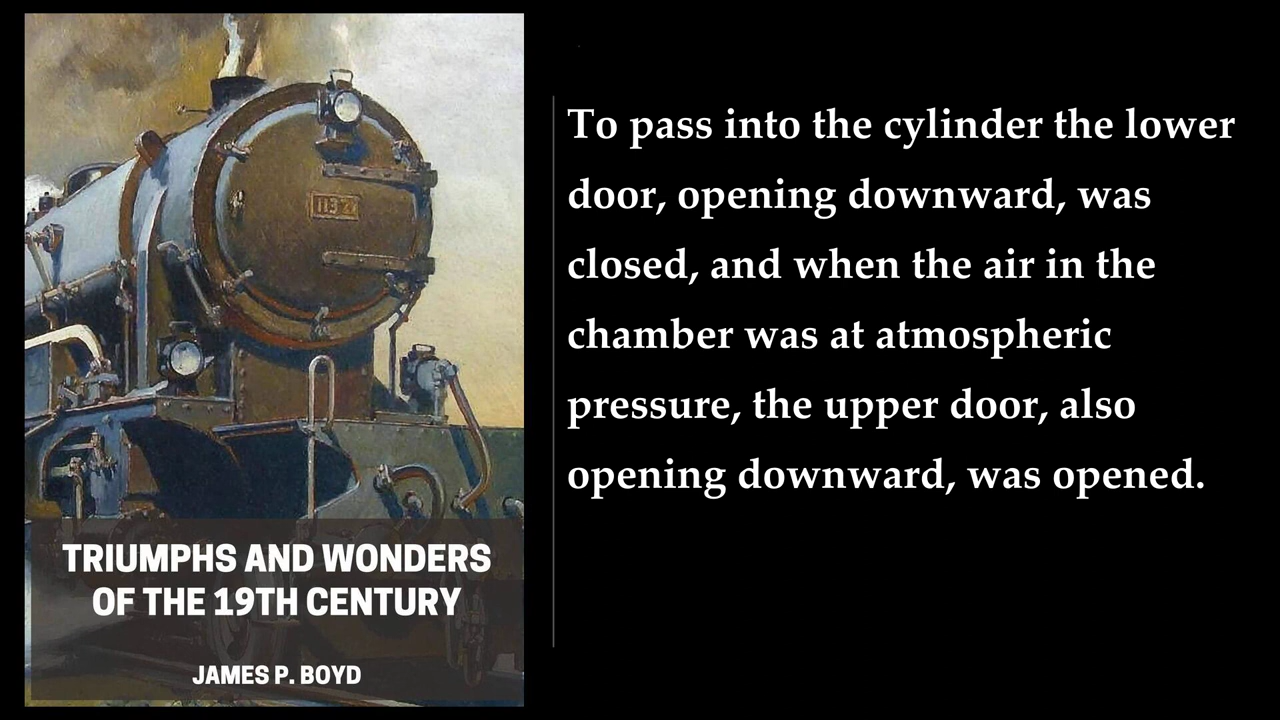 To pass into the cylinder the lower
door, opening downward, was
closed, and when the air in the
chamber was at atmospheric
pressure, the upper door, also
opening downward, was opened.
TRIUMPHS AND WONDERS
OF THE 19TH CENTURY
JAMES P. BOYD